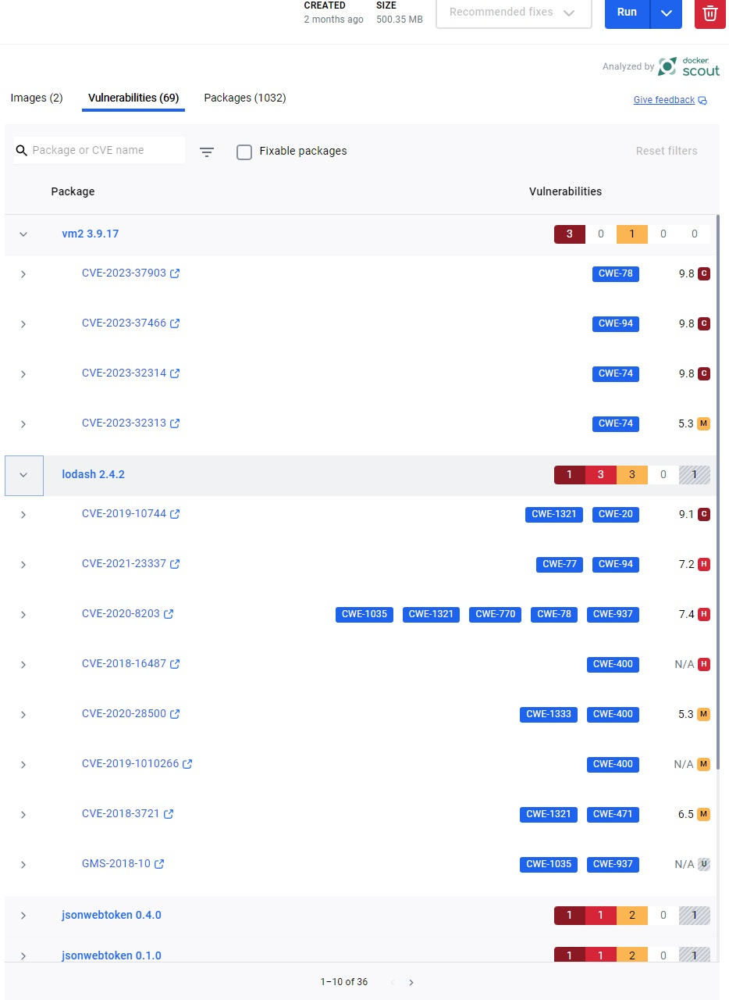 CREATED SIZE
2 months ago 500.35 MB
Recommended fixes
Run
Analyzed by docker scout
Images (2) Vulnerabilities (69) Packages (1032)
Give feedback
Package or CVE name Fixable packages Reset filters
Package Vulnerabilities
vm2 3.9.17 3 0 1 0 0
CVE-2023-37903 CWE-78 9.8 C
CVE-2023-37466 CWE-94 9.8 C
CVE-2023-32314 CWE-74 9.8 C
CVE-2023-32313 CWE-74 5.3 M
lodash 2.4.2 1 3 3 0 1
CVE-2019-10744 CWE-1321 CWE-20 9.1 C
CVE-2021-23337 CWE-77 CWE-94 7.2 H
CVE-2020-8203 CWE-1035 CWE-1321 CWE-770 CWE-78 CWE-937 7.4 H
CVE-2018-16487 CWE-400 N/A H
CVE-2020-28500 CWE-1333 CWE-400 5.3 M
CVE-2019-1010266 CWE-400 N/A M
CVE-2018-3721 CWE-1321 CWE-471 6.5 M
GMS-2018-10 CWE-1035 CWE-937 N/A U
jsonwebtoken 0.4.0 1 1 2 0 1
jsonwebtoken 0.1.0 1 1 2 0 1
1–10 of 36